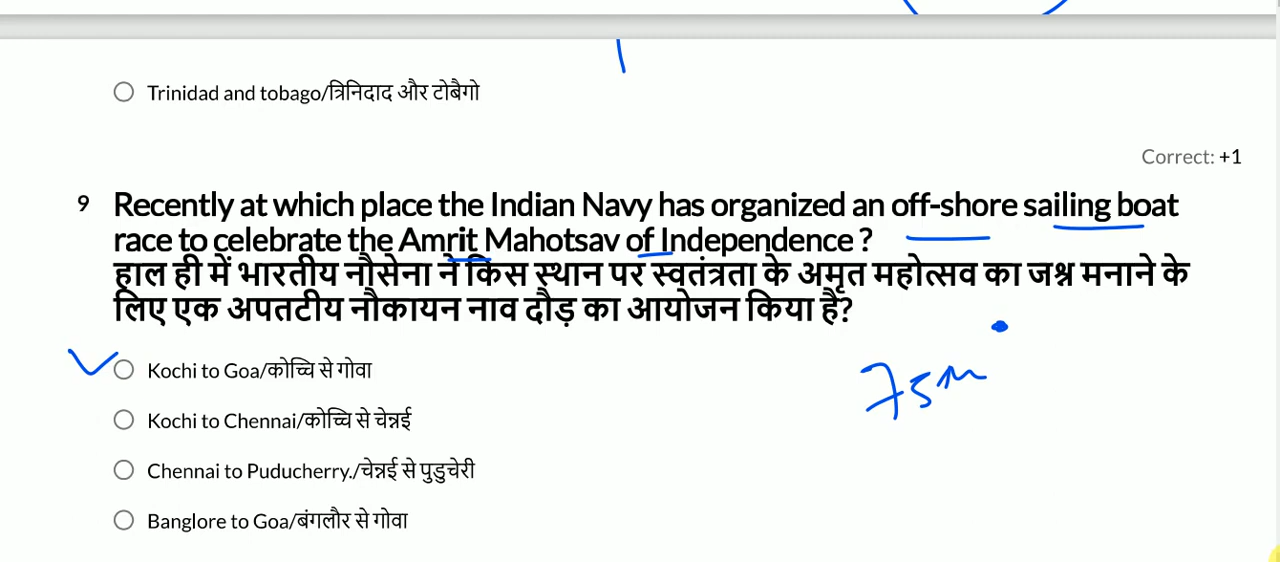 Trinidad and tobago/त्रिनिदाद और टोबैगो
Correct: +1
9 Recently at which place the Indian Navy has organized an off-shore sailing boat
race to celebrate the Amrit Mahotsav of Independence ?
हाल ही में भारतीय नौसेना ने किस स्थान पर स्वतंत्रता के अमृत महोत्सव का जश्न मनाने के
लिए एक अपतटीय नौकायन नाव दौड़ का आयोजन किया है?
Kochi to Goa/कोच्चि से गोवा
Kochi to Chennai/कोच्चि से चेन्नई
Chennai to Puducherry./चेन्नई से पुडुचेरी
Banglore to Goa/बंगलौर से गोवा